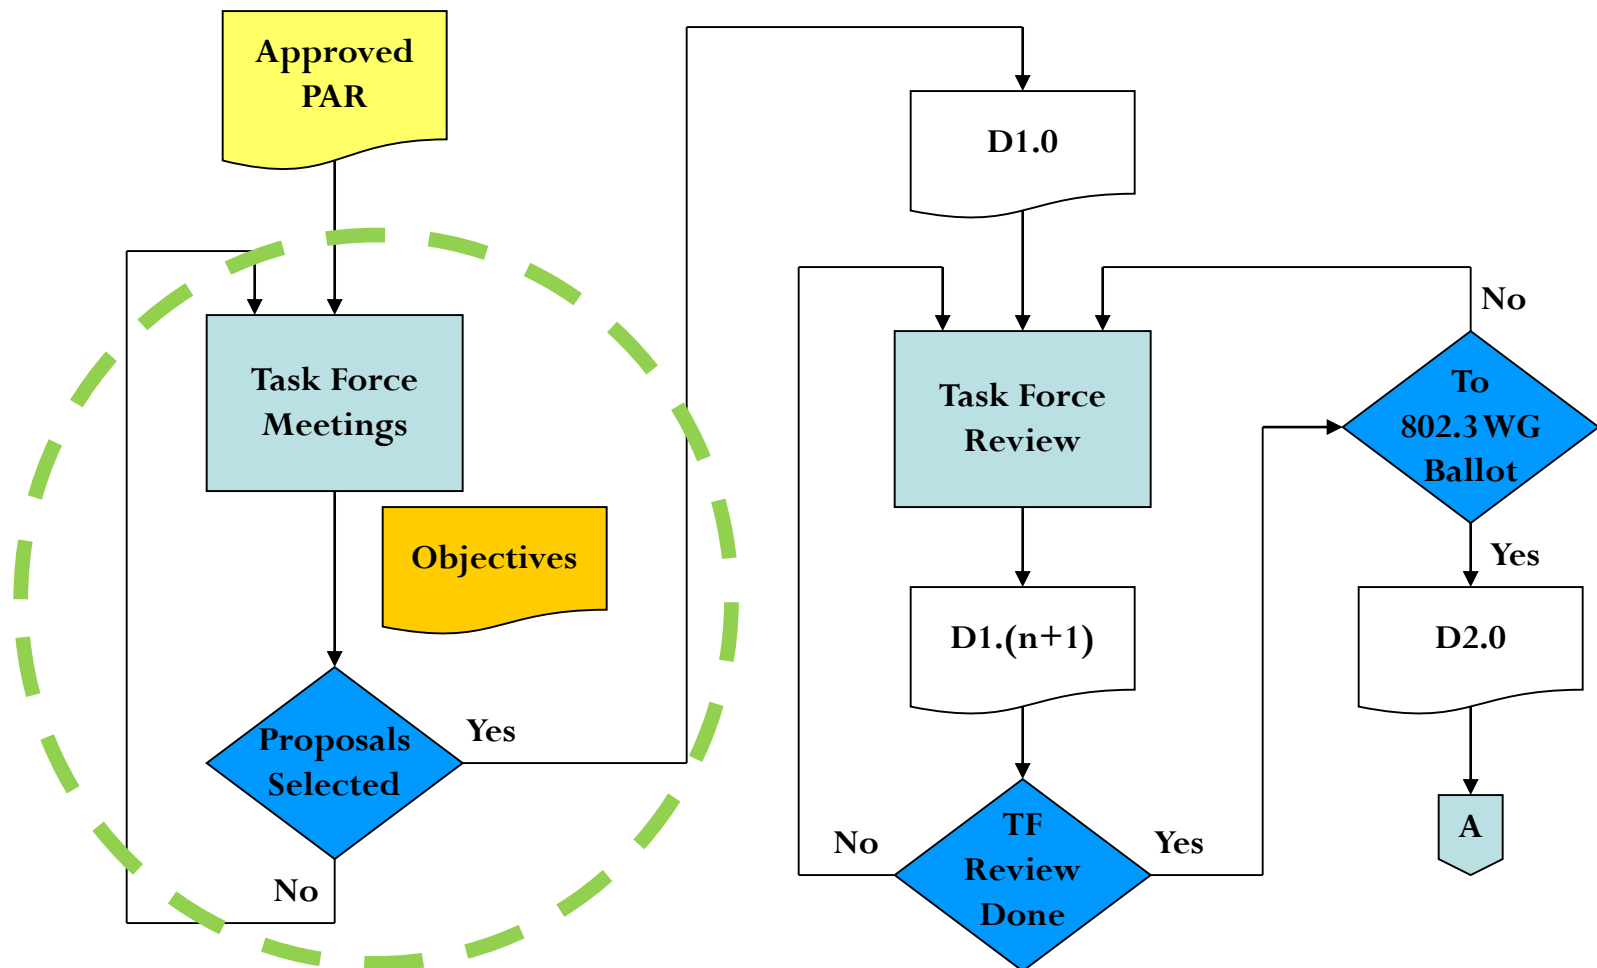 Approved
PAR
Task Force
Meetings
Objectives
Proposals
Selected
Yes
No
D1.0
Task Force
Review
D1.(n+1)
TF
Review
Done
No
Yes
To
802.3 WG
Ballot
No
Yes
D2.0
A